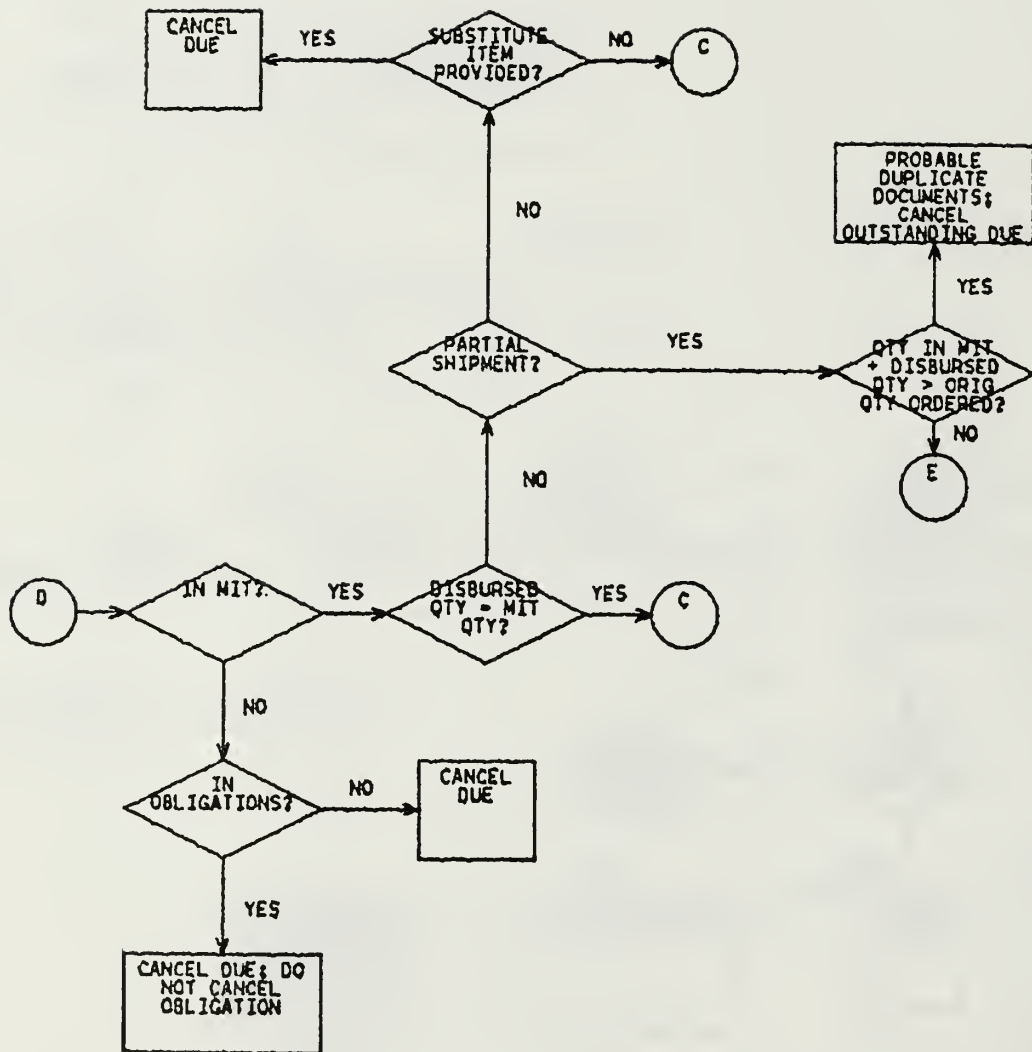 CANCEL
DUE
YES
SUBSTITUTE
ITEM
PROVIDED?
NO
C
PROBABLE
DUPLICATE
DOCUMENTS;
CANCEL
OUTSTANDING DUE
NO
YES
PARTIAL
SHIPMENT?
YES
QTY IN MIT
+ DISBURSED
QTY > ORIG
QTY ORDERED?
NO
E
NO
D
IN MIT?
YES
DISBURSED
QTY = MIT
QTY?
YES
C
NO
IN
OBLIGATIONS?
NO
CANCEL
DUE
YES
CANCEL DUE; DO
NOT CANCEL
OBLIGATION